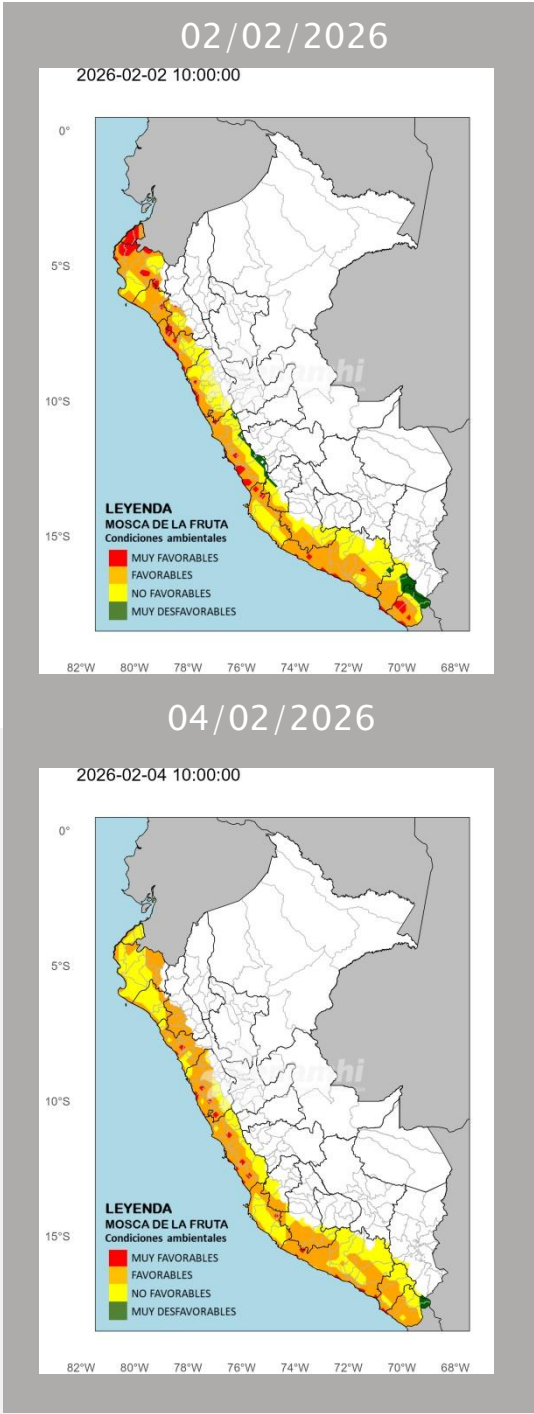 02/02/2026
2026-02-02 10:00:00
0°
5°S
10°S
15°S
LEYENDA
MOSCA DE LA FRUTA
Condiciones ambientales
MUY FAVORABLES
FAVORABLES
NO FAVORABLES
MUY DESFAVORABLES
82°W 80°W 78°W 76°W 74°W 72°W 70°W 68°W
04/02/2026
2026-02-04 10:00:00
0°
5°S
10°S
15°S
LEYENDA
MOSCA DE LA FRUTA
Condiciones ambientales
MUY FAVORABLES
FAVORABLES
NO FAVORABLES
MUY DESFAVORABLES
82°W 80°W 78°W 76°W 74°W 72°W 70°W 68°W